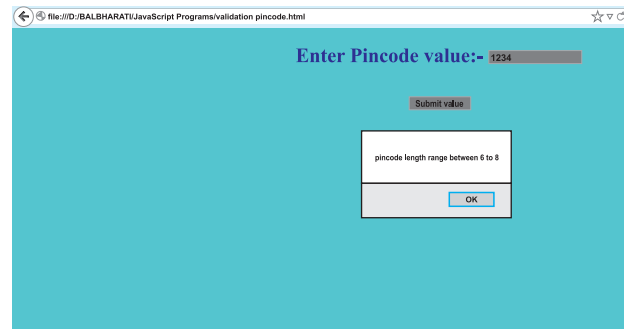 file:///D:/BALBHARATI/JavaScript Programs/validation pincode.html
Enter Pincode value:- 1234
Submit value
pincode length range between 6 to 8
OK